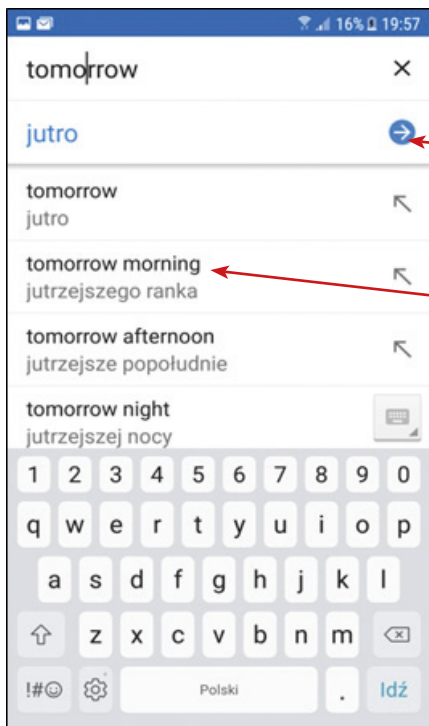 16% 19:57
tomorrow
jutro
tomorrow
jutro
tomorrow morning
jutrzejszego ranka
tomorrow afternoon
jutrzejsze popołudnie
tomorrow night
jutrzejszej nocy
1 2 3 4 5 6 7 8 9 0
q w e r t y u i o p
a s d f g h j k l
z x c v b n m
!#☺ Polski . Idź